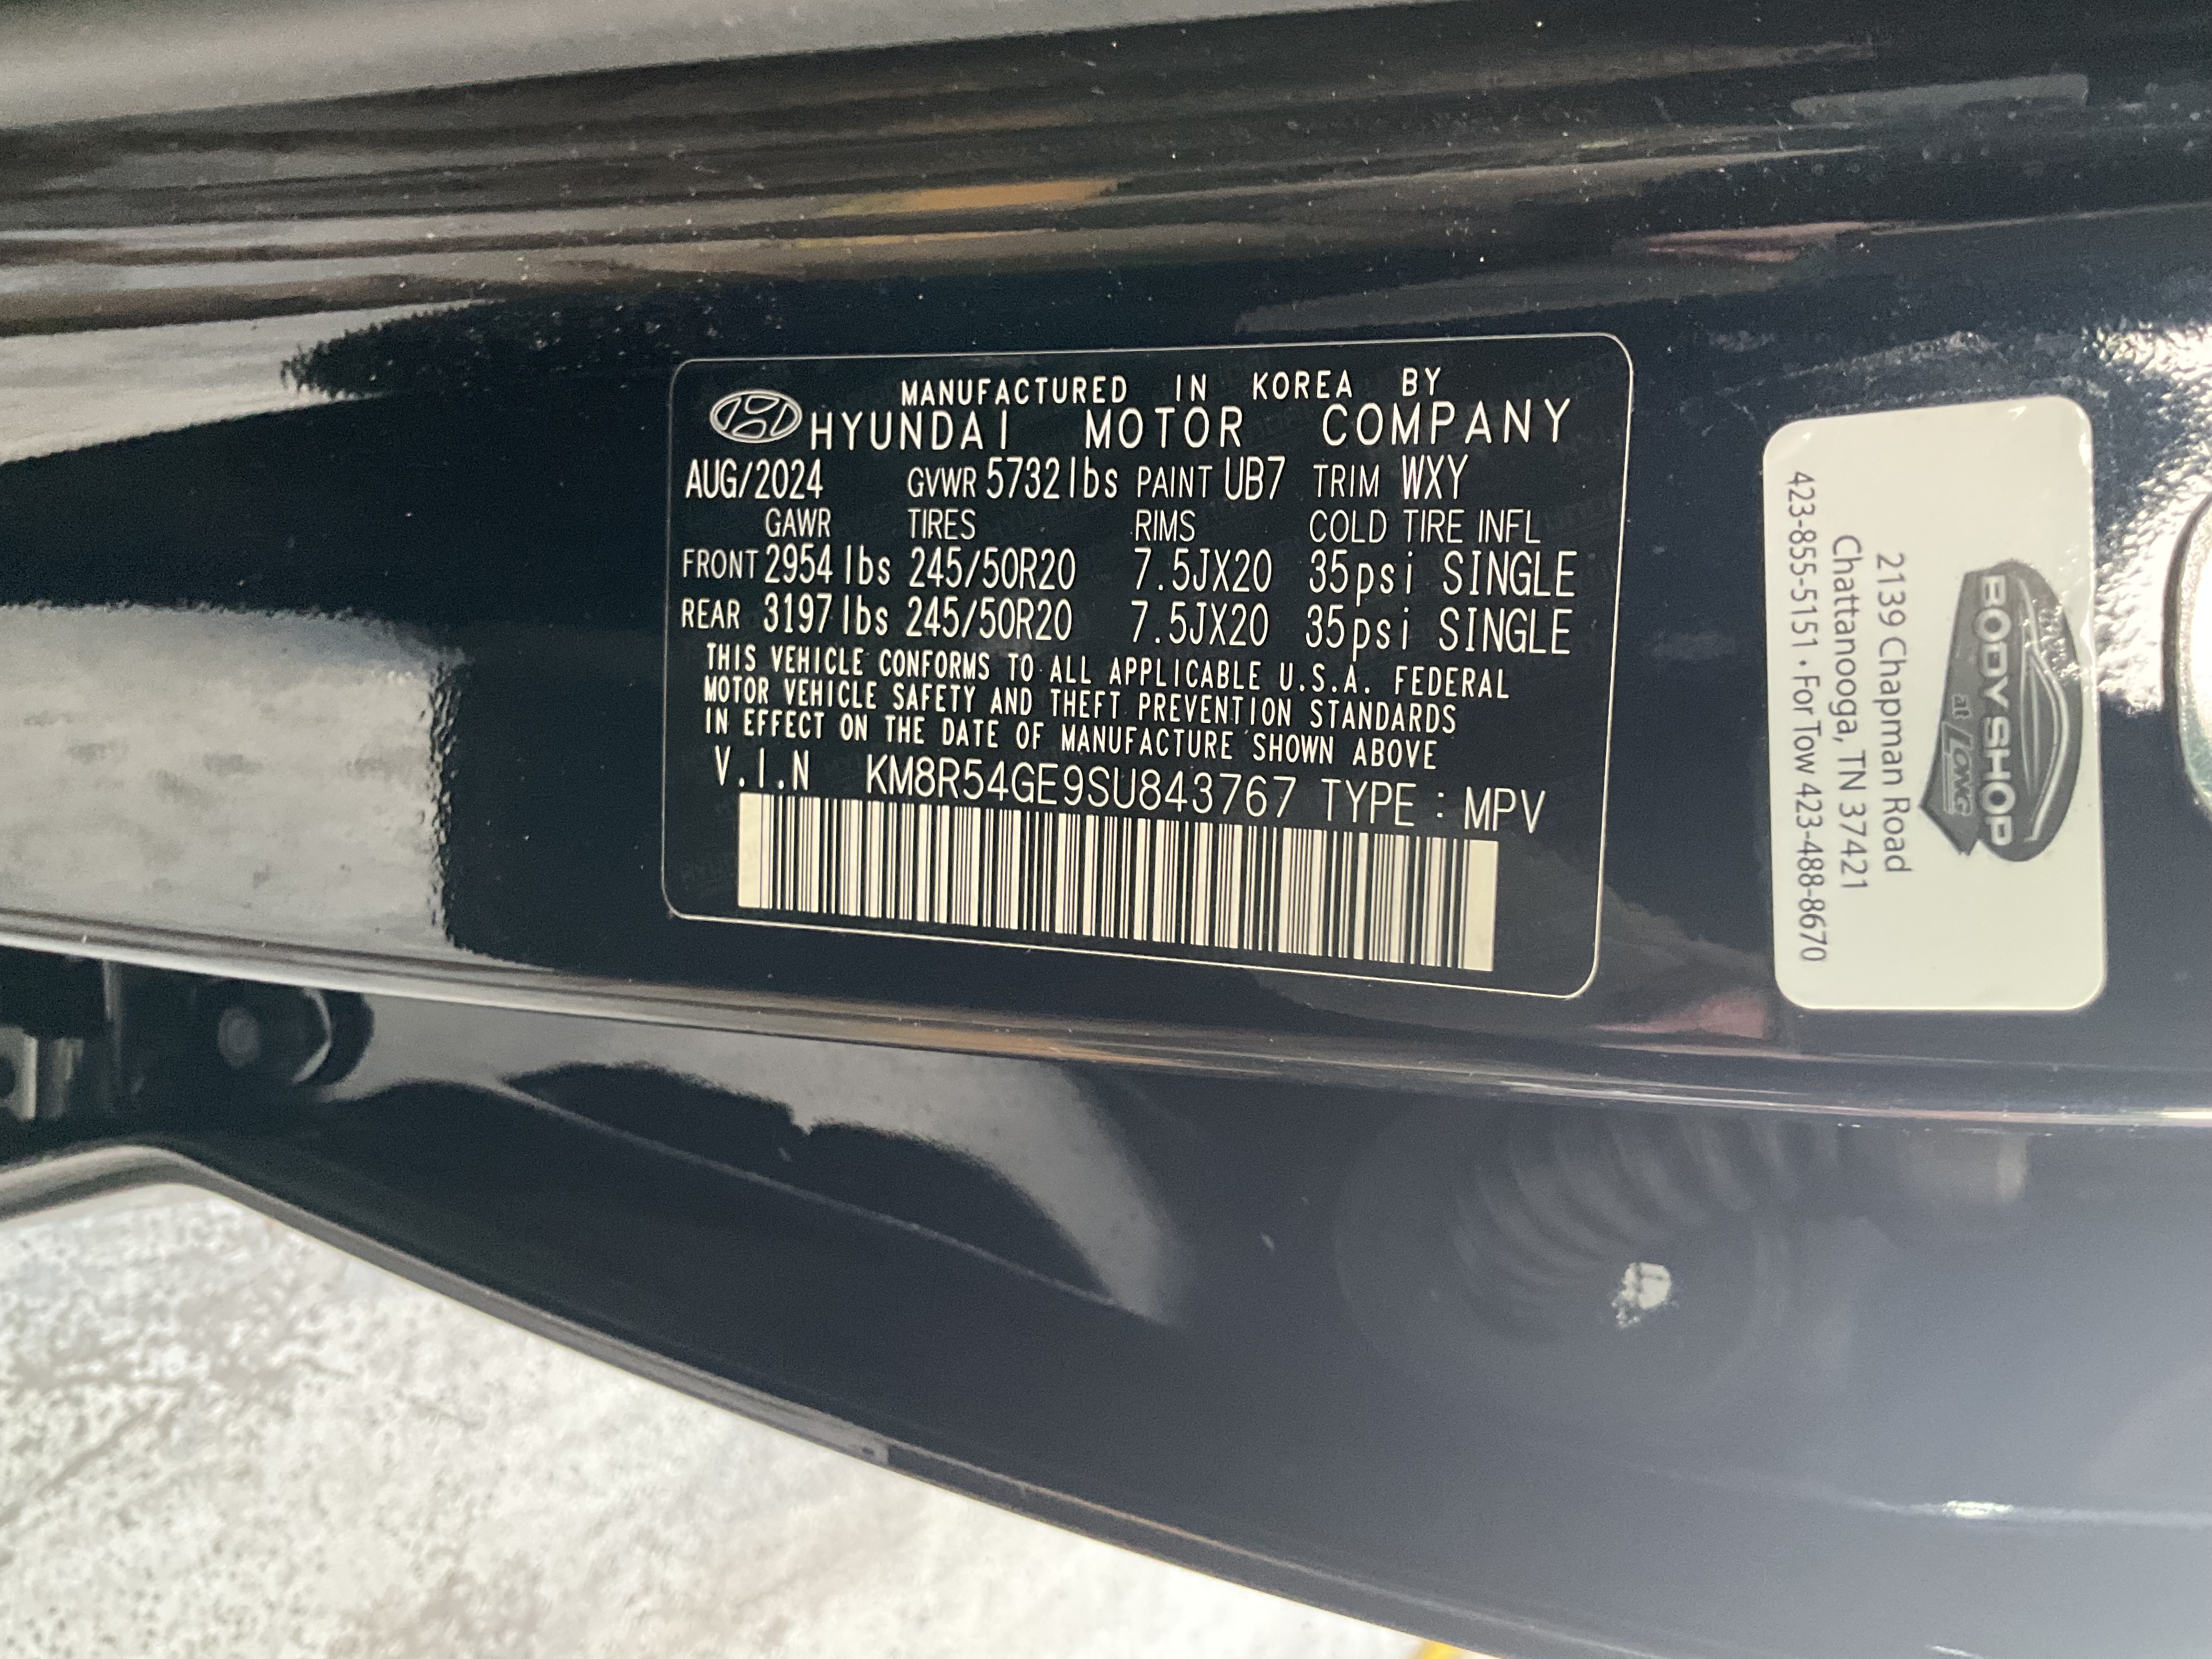 MANUFACTURED IN KOREA BY
HYUNDAI MOTOR COMPANY
AUG/2024 GVWR 5732lbs PAINT UB7 TRIM WXY
GAWR TIRES RIMS COLD TIRE INFL
FRONT 2954 lbs 245/50R20 7.5JX20 35psi SINGLE
REAR 3197 lbs 245/50R20 7.5JX20 35psi SINGLE
THIS VEHICLE CONFORMS TO ALL APPLICABLE U.S.A. FEDERAL
MOTOR VEHICLE SAFETY AND THEFT PREVENTION STANDARDS
IN EFFECT ON THE DATE OF MANUFACTURE SHOWN ABOVE
V.I.N KM8R54GE9SU843767 TYPE : MPV
BODY SHOP
at LONG
2139 Chapman Road
Chattanooga, TN 37421
423-855-5151 • For Tow 423-488-8670